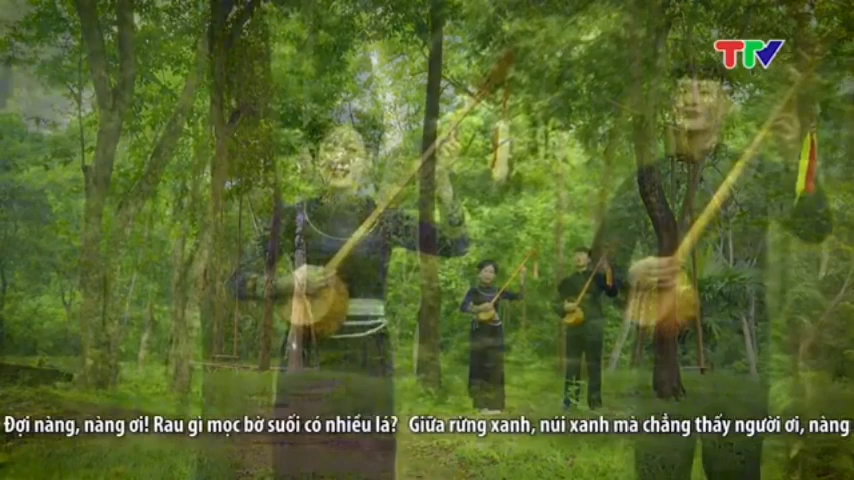 TTV
Đợi nàng, nàng ơi! Rau gì mọc bờ suối có nhiều lá? Giữa rừng xanh, núi xanh mà chẳng thấy người ơi, nàng